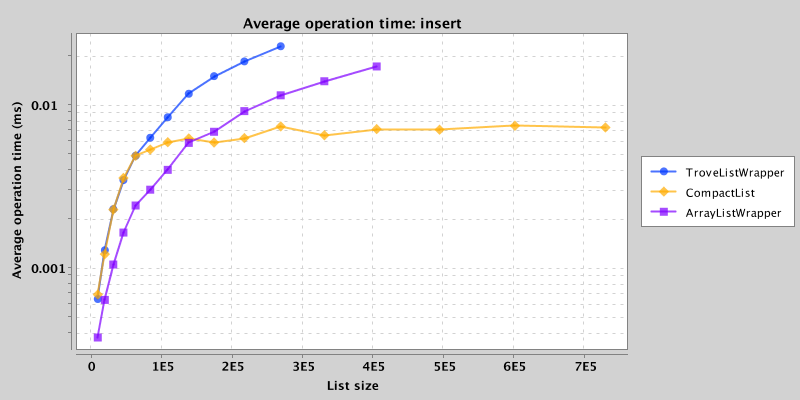 Average operation time: insert
Average operation time (ms)
0.01
0.001
0 1E5 2E5 3E5 4E5 5E5 6E5 7E5
List size
TroveListWrapper
CompactList
ArrayListWrapper